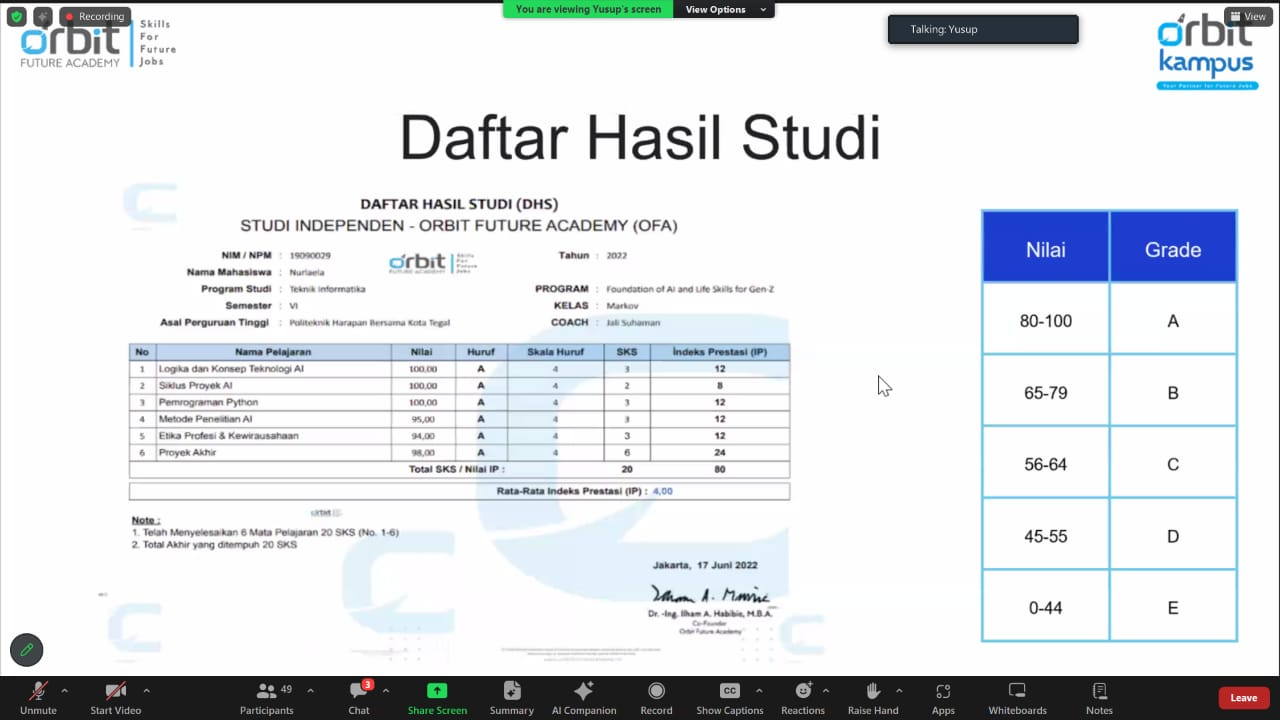 You are viewing Yusup's screen
View Options
Recording
Talking: Yusup
View
orbit
FUTURE ACADEMY
Skills
For
Future
Jobs
orbit
kampus
Your Partner for Future Jobs
Daftar Hasil Studi
DAFTAR HASIL STUDI (DHS)
STUDI INDEPENDEN - ORBIT FUTURE ACADEMY (OFA)
NIM / NPM : 19090029
Nama Mahasiswa : Nurlaela
Program Studi : Teknik Informatika
Semester : VI
Asal Perguruan Tinggi : Politeknik Harapan Bersama Kota Tegal
orbit
FUTURE ACADEMY
Skills
For
Future
Jobs
Tahun : 2022
PROGRAM : Foundation of AI and Life Skills for Gen-Z
KELAS : Markov
COACH : Jali Suhaman
No Nama Pelajaran Nilai Huruf Skala Huruf SKS Indeks Prestasi (IP)
1 Logika dan Konsep Teknologi AI 100,00 A 4 3 12
2 Siklus Proyek AI 100,00 A 4 2 8
3 Pemrograman Python 100,00 A 4 3 12
4 Metode Penelitian AI 95,00 A 4 3 12
5 Etika Profesi & Kewirausahaan 94,00 A 4 3 12
6 Proyek Akhir 98,00 A 4 6 24
Total SKS / Nilai IP : 20 80
Rata-Rata Indeks Prestasi (IP) : 4,00
orbit
Note :
1. Telah Menyelesaikan 6 Mata Pelajaran 20 SKS (No. 1-6)
2. Total Akhir yang ditempuh 20 SKS
Jakarta, 17 Juni 2022
Dr. -Ing. Ilham A. Habibie, M.B.A.
Co-Founder
Orbit Future Academy
Nilai Grade
80-100 A
65-79 B
56-64 C
45-55 D
0-44 E
Unmute
Start Video
Participants
49
Chat
3
Share Screen
Summary
AI Companion
Record
CC
Show Captions
Reactions
Raise Hand
Apps
Whiteboards
Notes
Leave